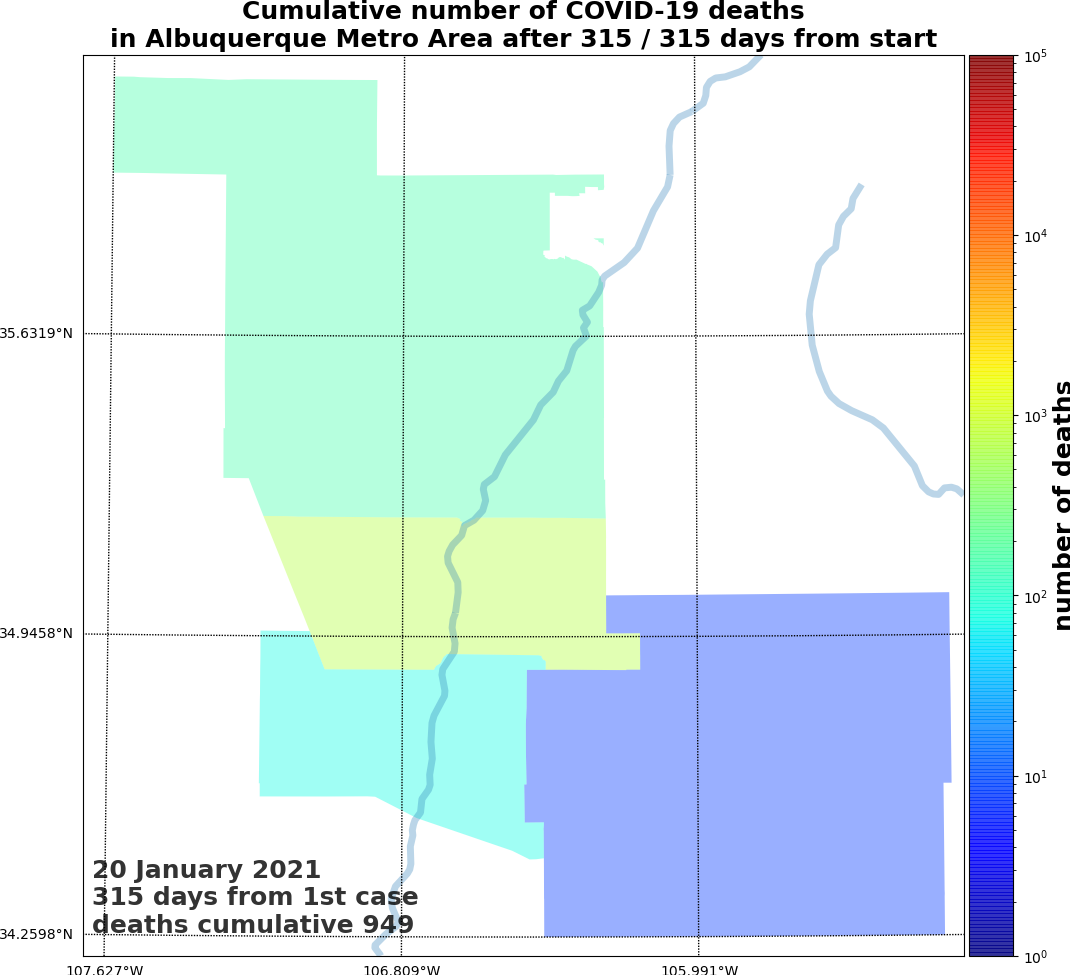 Cumulative number of COVID-19 deaths
in Albuquerque Metro Area after 315 / 315 days from start
10^5
10^4
35.6319°N
10^3
number of deaths
10^2
34.9458°N
10^1
20 January 2021
315 days from 1st case
deaths cumulative 949
34.2598°N
10^0
107.627°W 106.809°W 105.991°W